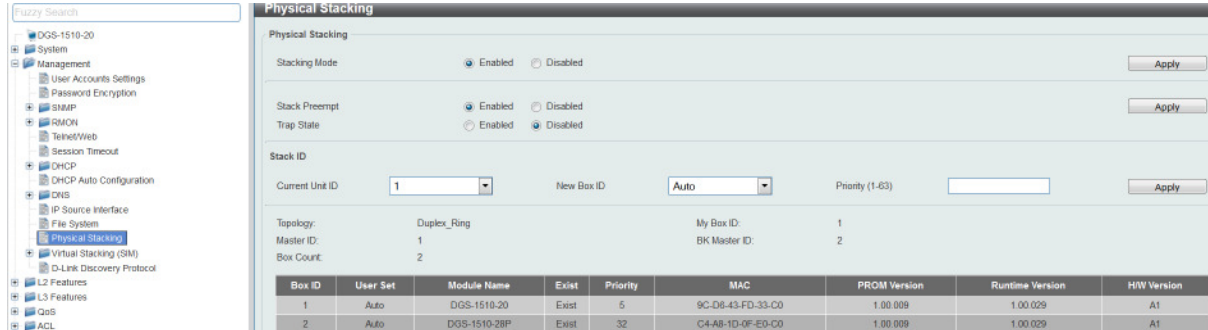 Fuzzy Search
DGS-1510-20
System
Management
User Accounts Settings
Password Encryption
SNMP
RMON
Telnet/Web
Session Timeout
DHCP
DHCP Auto Configuration
DNS
IP Source Interface
File System
Physical Stacking
Virtual Stacking (SIM)
D-Link Discovery Protocol
L2 Features
L3 Features
QoS
ACL
Physical Stacking
Physical Stacking
Stacking Mode Enabled Disabled Apply
Stack Preempt Enabled Disabled Apply
Trap State Enabled Disabled
Stack ID
Current Unit ID 1 New Box ID Auto Priority (1-63) Apply
Topology: Duplex_Ring My Box ID: 1
Master ID: 1 BK Master ID: 2
Box Count: 2
Box ID User Set Module Name Exist Priority MAC PROM Version Runtime Version H/W Version
1 Auto DGS-1510-20 Exist 5 9C-D6-43-FD-33-C0 1.00.009 1.00.029 A1
2 Auto DGS-1510-28P Exist 32 C4-A8-1D-0F-E0-C0 1.00.009 1.00.029 A1